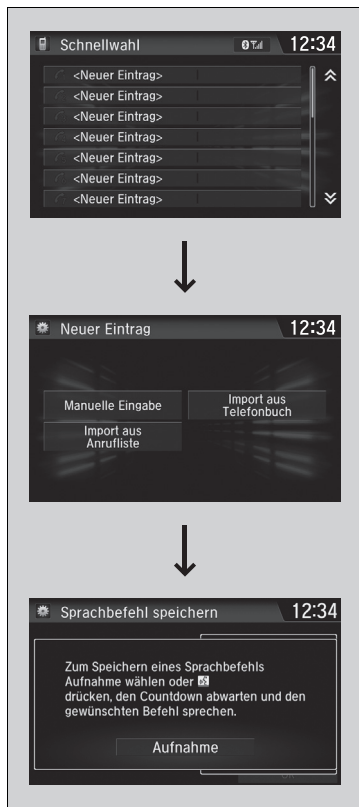 Schnellwahl
12:34
<Neuer Eintrag>
<Neuer Eintrag>
<Neuer Eintrag>
<Neuer Eintrag>
<Neuer Eintrag>
<Neuer Eintrag>
<Neuer Eintrag>
Neuer Eintrag
12:34
Manuelle Eingabe
Import aus
Telefonbuch
Import aus
Anrufliste
Sprachbefehl speichern
12:34
Zum Speichern eines Sprachbefehls
Aufnahme wählen oder
drücken, den Countdown abwarten und den
gewünschten Befehl sprechen.
Aufnahme